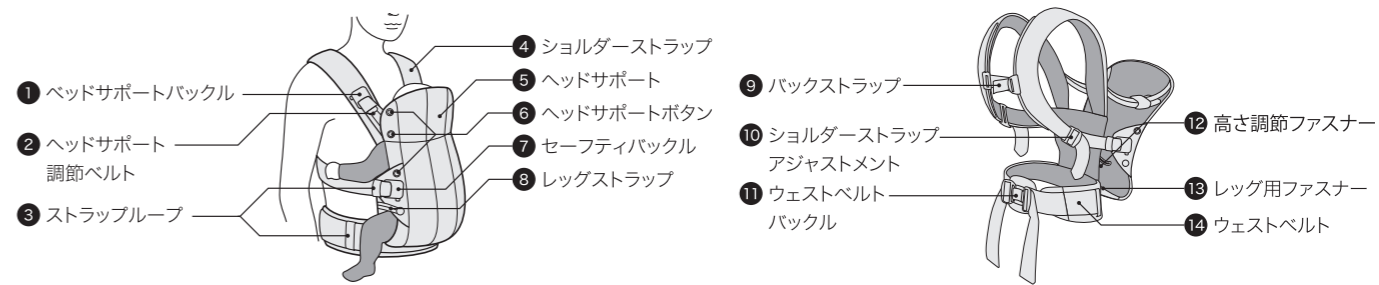 ❶ ベッドサポートバックル
❷ ヘッドサポート
調節ベルト
❸ ストラップループ
❹ ショルダーストラップ
❺ ヘッドサポート
❻ ヘッドサポートボタン
❼ セーフティバックル
❽ レッグストラップ
❾ バックストラップ
❿ ショルダーストラップ
アジャストメント
⓫ ウェストベルト
バックル
⓬ 高さ調節ファスナー
⓭ レッグ用ファスナー
⓮ ウェストベルト